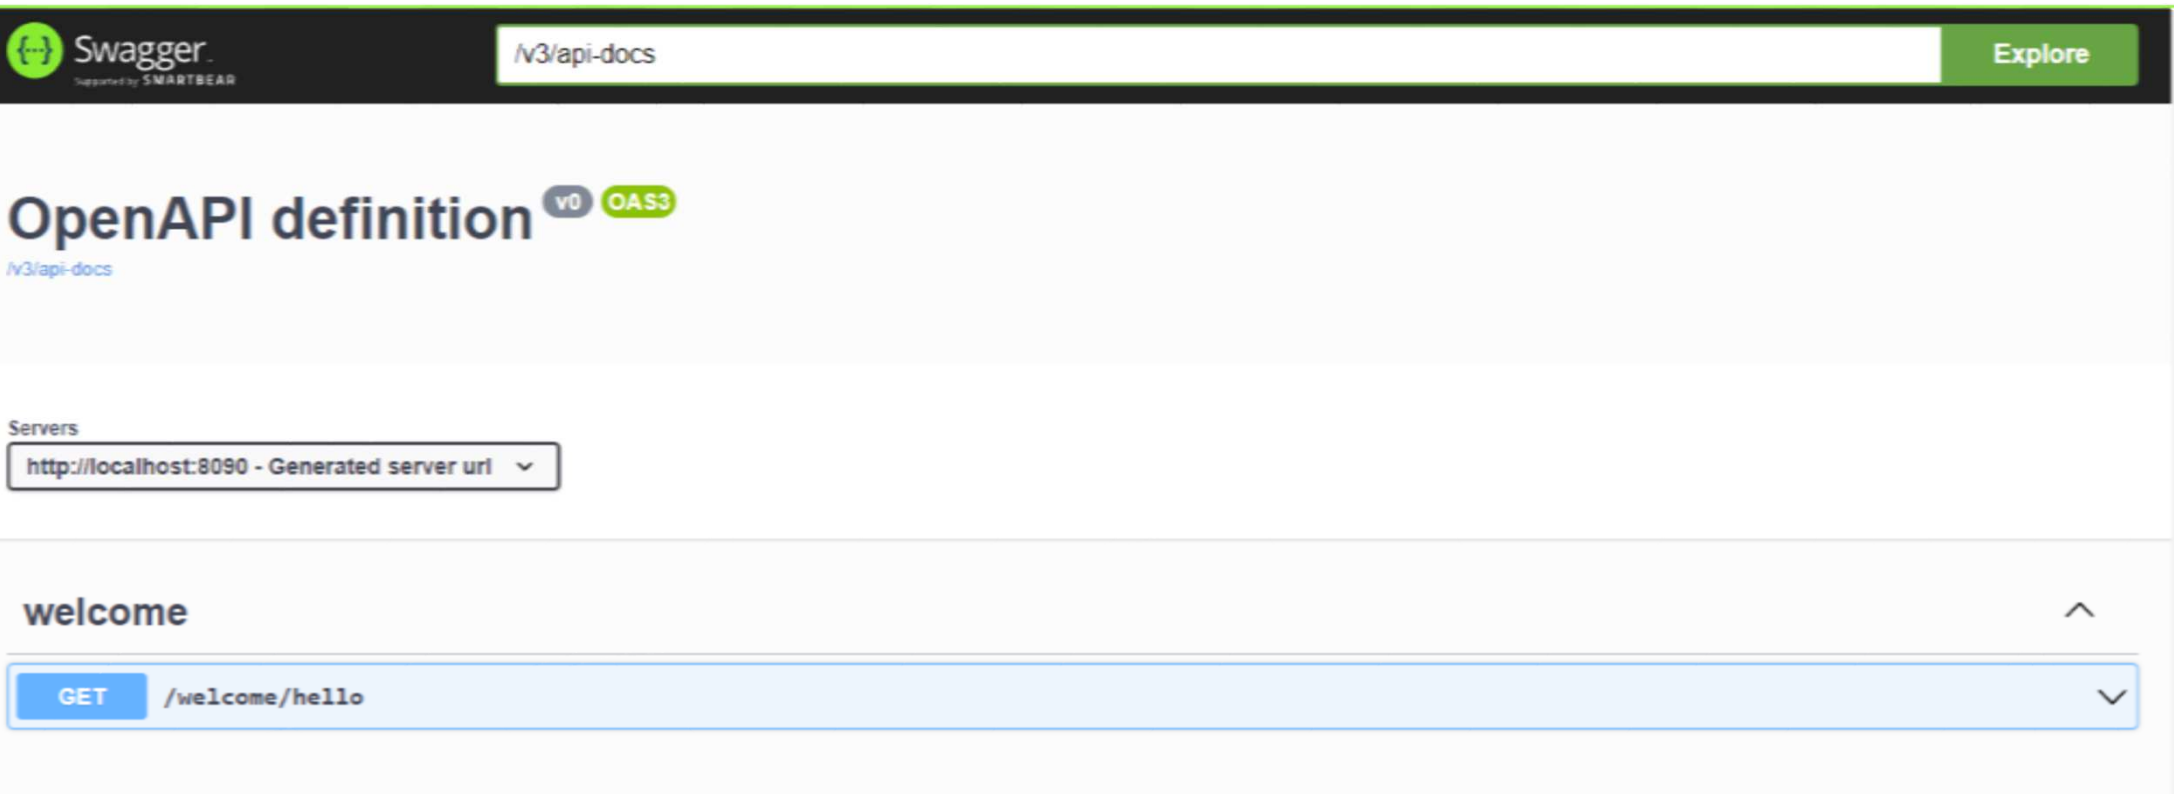 {...} Swagger.
Supported by SMARTBEAR
/v3/api-docs
Explore
OpenAPI definition v0 OAS3
/v3/api-docs
Servers
http://localhost:8090 - Generated server url
welcome
GET /welcome/hello